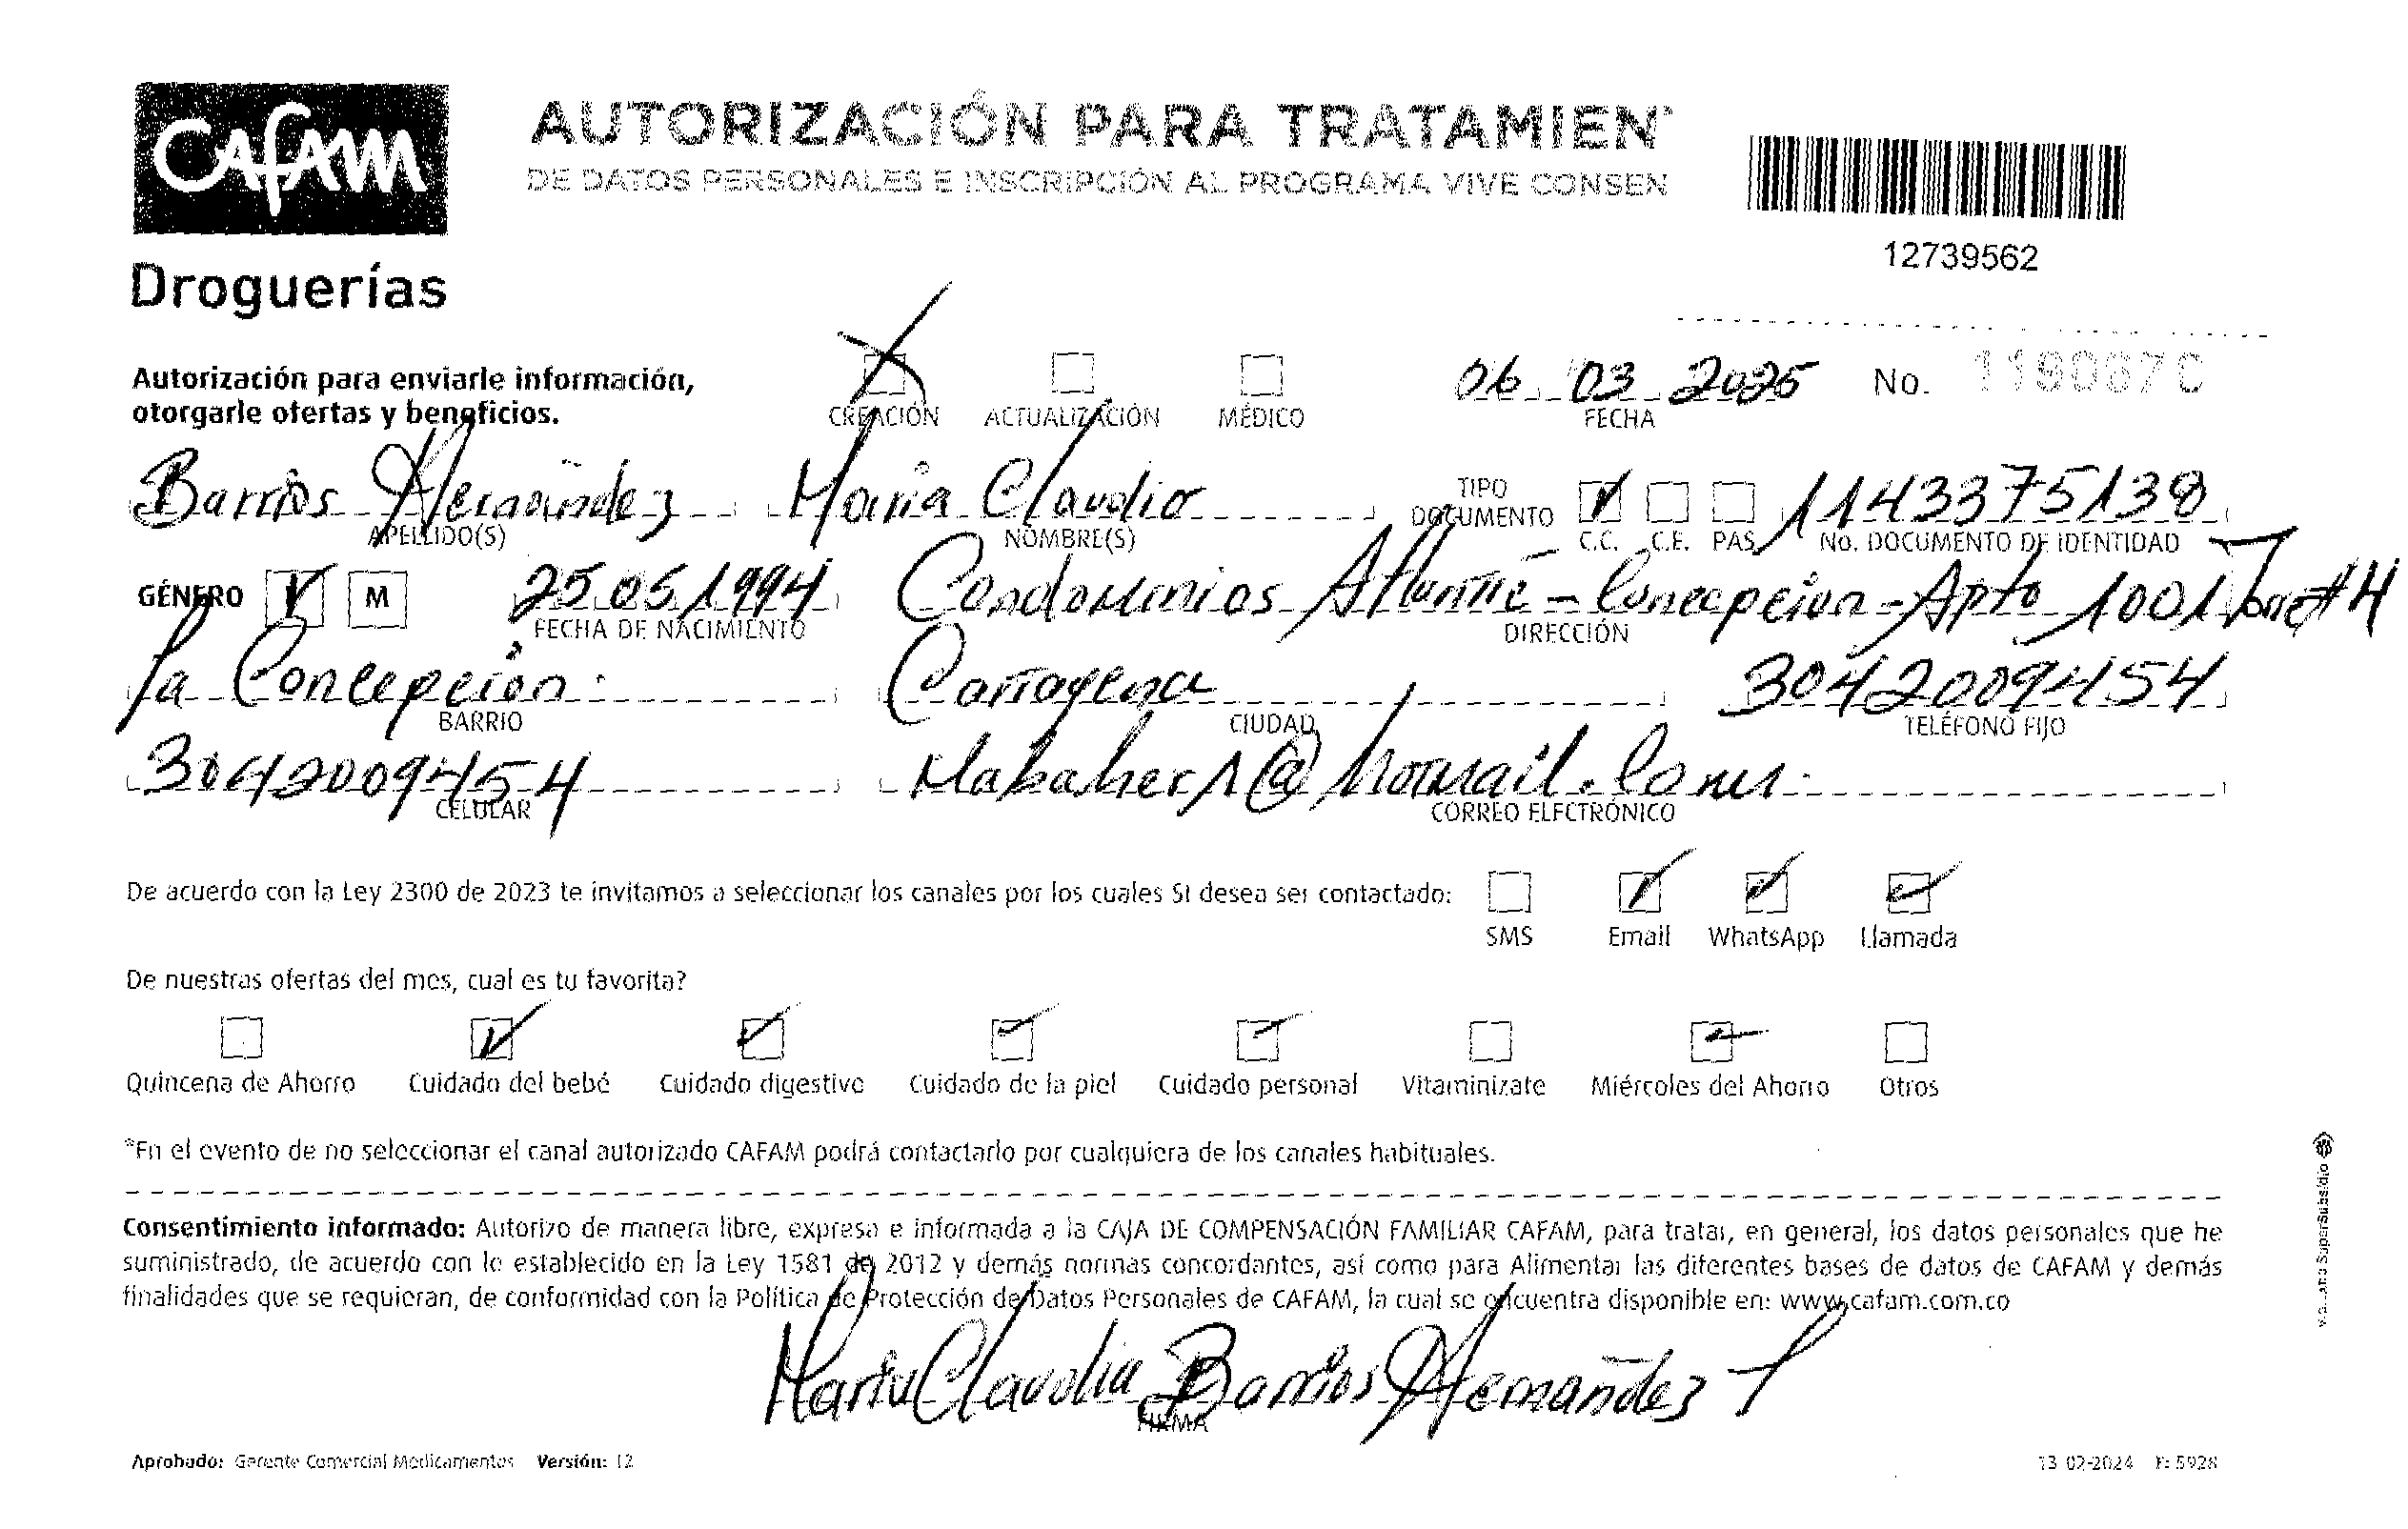 CAFAM
Droguerías
AUTORIZACIÓN PARA TRATAMIEN
DE DATOS PERSONALES E INSCRIPCIÓN AL PROGRAMA VIVE CONSEN
12739562
Autorización para enviarle información,
otorgarle ofertas y beneficios.
CREACIÓN ACTUALIZACIÓN MÉDICO
06 03 2025 No.
FECHA
Barrios Hernández Maria Claudia 1143375138
APELLIDO(S) NOMBRE(S) TIPO DOCUMENTO C.C. C.E. PAS No. DOCUMENTO DE IDENTIDAD
GÉNERO M 25 05 1994 Condominios Atlantic - Concepcion - Apto 1001 Torre #4
FECHA DE NACIMIENTO DIRECCIÓN
La Concepción Cartagena 3042009454
BARRIO CIUDAD TELÉFONO FIJO
3042009454 @Hotmail.Com
CELULAR CORREO ELECTRÓNICO
De acuerdo con la Ley 2300 de 2023 te invitamos a seleccionar los canales por los cuales SI desea ser contactado:
SMS Email WhatsApp Llamada
De nuestras ofertas del mes, cual es tu favorita?
Quincena de Ahorro Cuidado del bebé Cuidado digestivo Cuidado de la piel Cuidado personal Vitaminízate Miércoles del Ahorro Otros
*En el evento de no seleccionar el canal autorizado CAFAM podrá contactarlo por cualquiera de los canales habituales.
Consentimiento informado: Autorizo de manera libre, expresa e informada a la CAJA DE COMPENSACIÓN FAMILIAR CAFAM, para tratar, en general, los datos personales que he
suministrado, de acuerdo con lo establecido en la Ley 1581 de 2012 y demás normas concordantes, así como para Alimentar las diferentes bases de datos de CAFAM y demás
finalidades que se requieran, de conformidad con la Política de Protección de Datos Personales de CAFAM, la cual se encuentra disponible en: www.cafam.com.co
Maria Claudia Barrios Hernández
FIRMA
Aprobado: Gerente Comercial Medicamentos Versión: 12
13-02-2024 F: 5928
SuperSubsidio